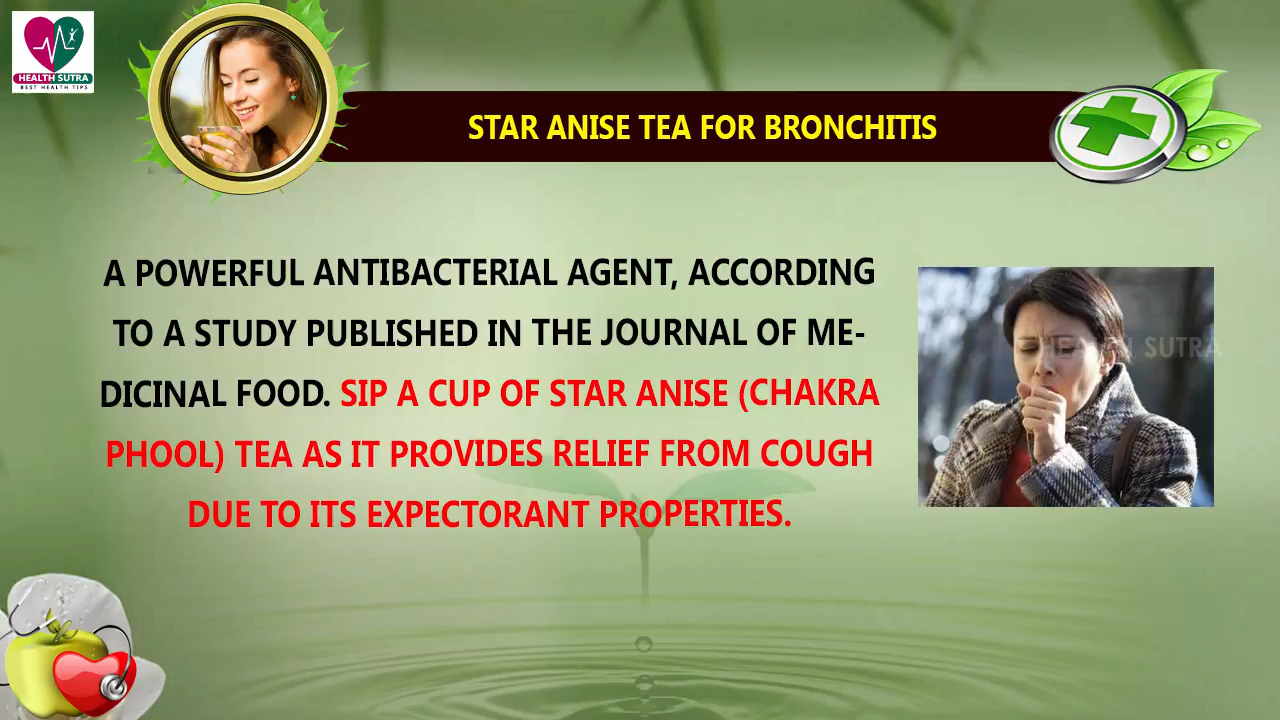 HEALTH SUTRA
BEST HEALTH TIPS
STAR ANISE TEA FOR BRONCHITIS
A POWERFUL ANTIBACTERIAL AGENT, ACCORDING
TO A STUDY PUBLISHED IN THE JOURNAL OF ME-
DICINAL FOOD. SIP A CUP OF STAR ANISE (CHAKRA
PHOOL) TEA AS IT PROVIDES RELIEF FROM COUGH
DUE TO ITS EXPECTORANT PROPERTIES.
HEALTH SUTRA